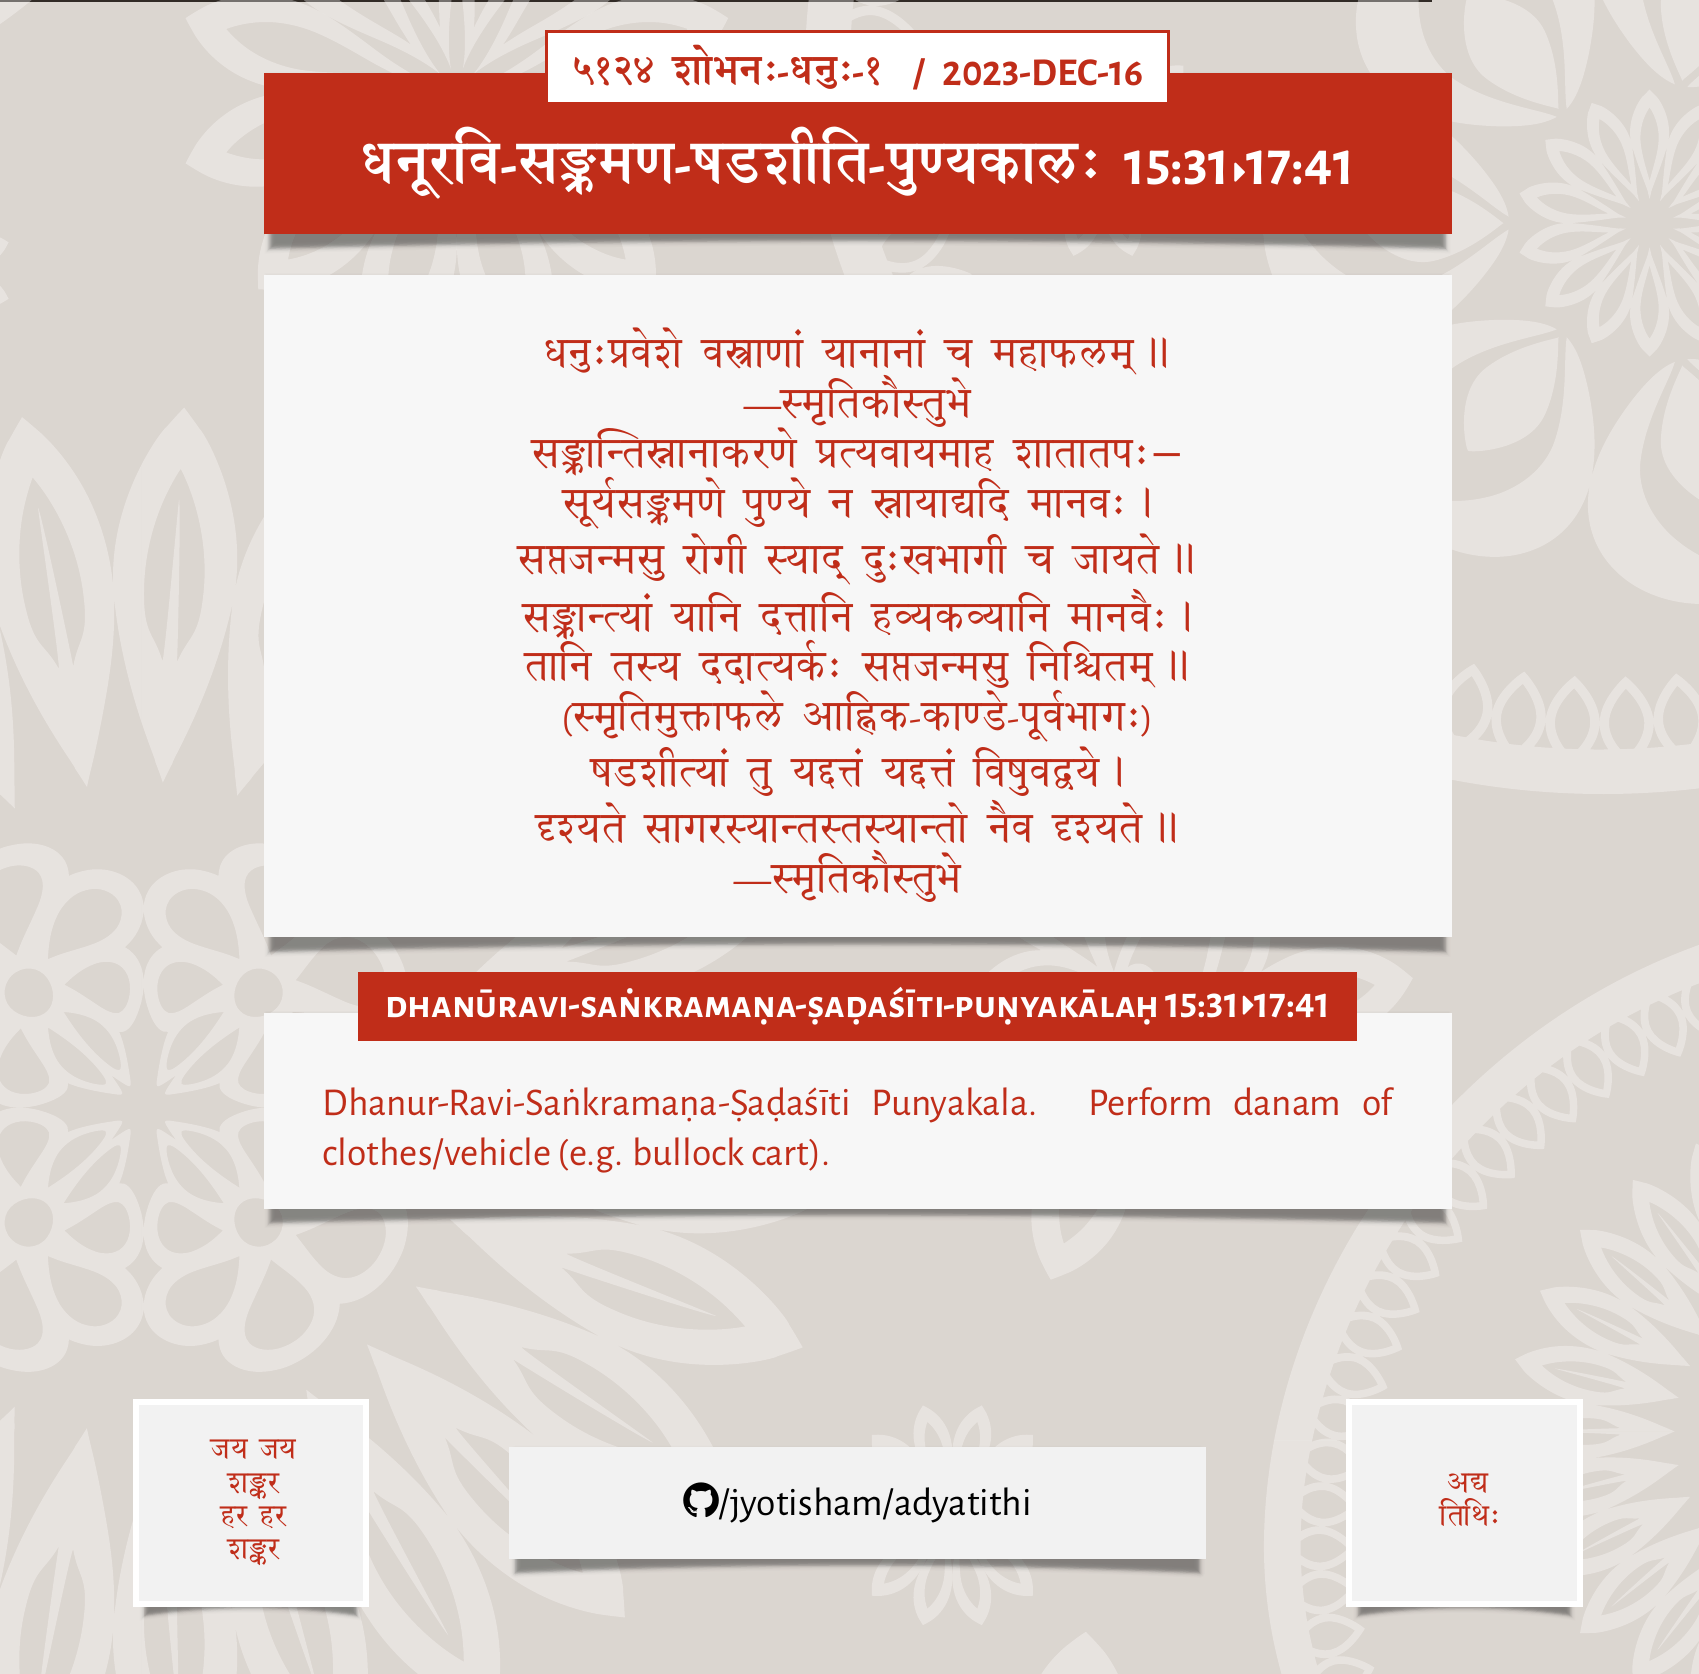 ५१२४ शोभनः-धनुः-१ / 2023-DEC-16
धनूरवि-सङ्क्रमण-षडशीति-पुण्यकालः 15:31▸17:41
धनुःप्रवेशे वस्त्राणां यानानां च महाफलम्॥
—स्मृतिकौस्तुभे
सङ्क्रान्तिस्नानाकरणे प्रत्यवायमाह शातातपः—
सूर्यसङ्क्रमणे पुण्ये न स्नायाद्यदि मानवः।
सप्तजन्मसु रोगी स्याद् दुःखभागी च जायते॥
सङ्क्रान्त्यां यानि दत्तानि हव्यकव्यानि मानवैः।
तानि तस्य ददात्यर्कः सप्तजन्मसु निश्चितम्॥
(स्मृतिमुक्ताफले आह्निक-काण्डे-पूर्वभागः)
षडशीत्यां तु यद्दत्तं यद्दत्तं विषुवद्वये।
दृश्यते सागरस्यान्तस्तस्यान्तो नैव दृश्यते॥
—स्मृतिकौस्तुभे
DHANŪRAVI-SAṄKRAMAṆA-ṢAḌAŚĪTI-PUṆYAKĀLAḤ 15:31▸17:41
Dhanur-Ravi-Saṅkramaṇa-Ṣaḍaśīti Punyakala. Perform danam of
clothes/vehicle (e.g. bullock cart).
जय जय
शङ्कर
हर हर
शङ्कर
/jyotisham/adyatithi
अद्य
तिथिः